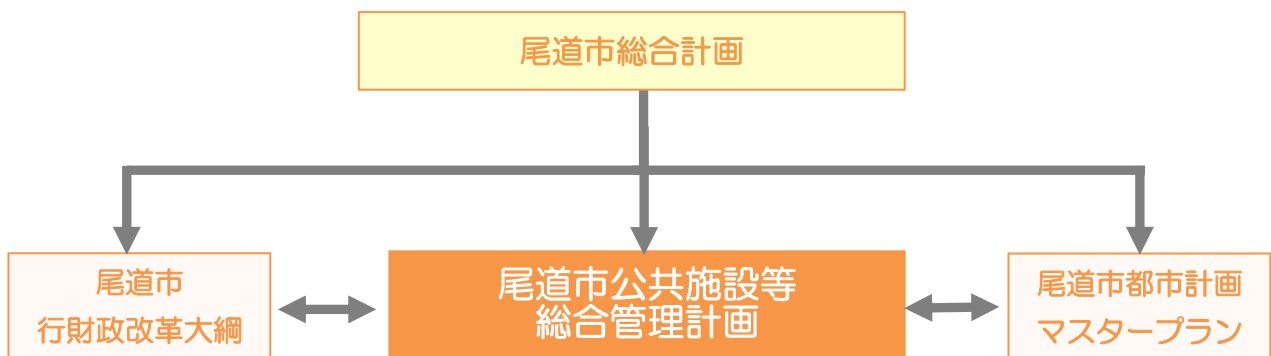 尾道市総合計画
尾道市
行財政改革大綱
尾道市公共施設等
総合管理計画
尾道市都市計画
マスタープラン